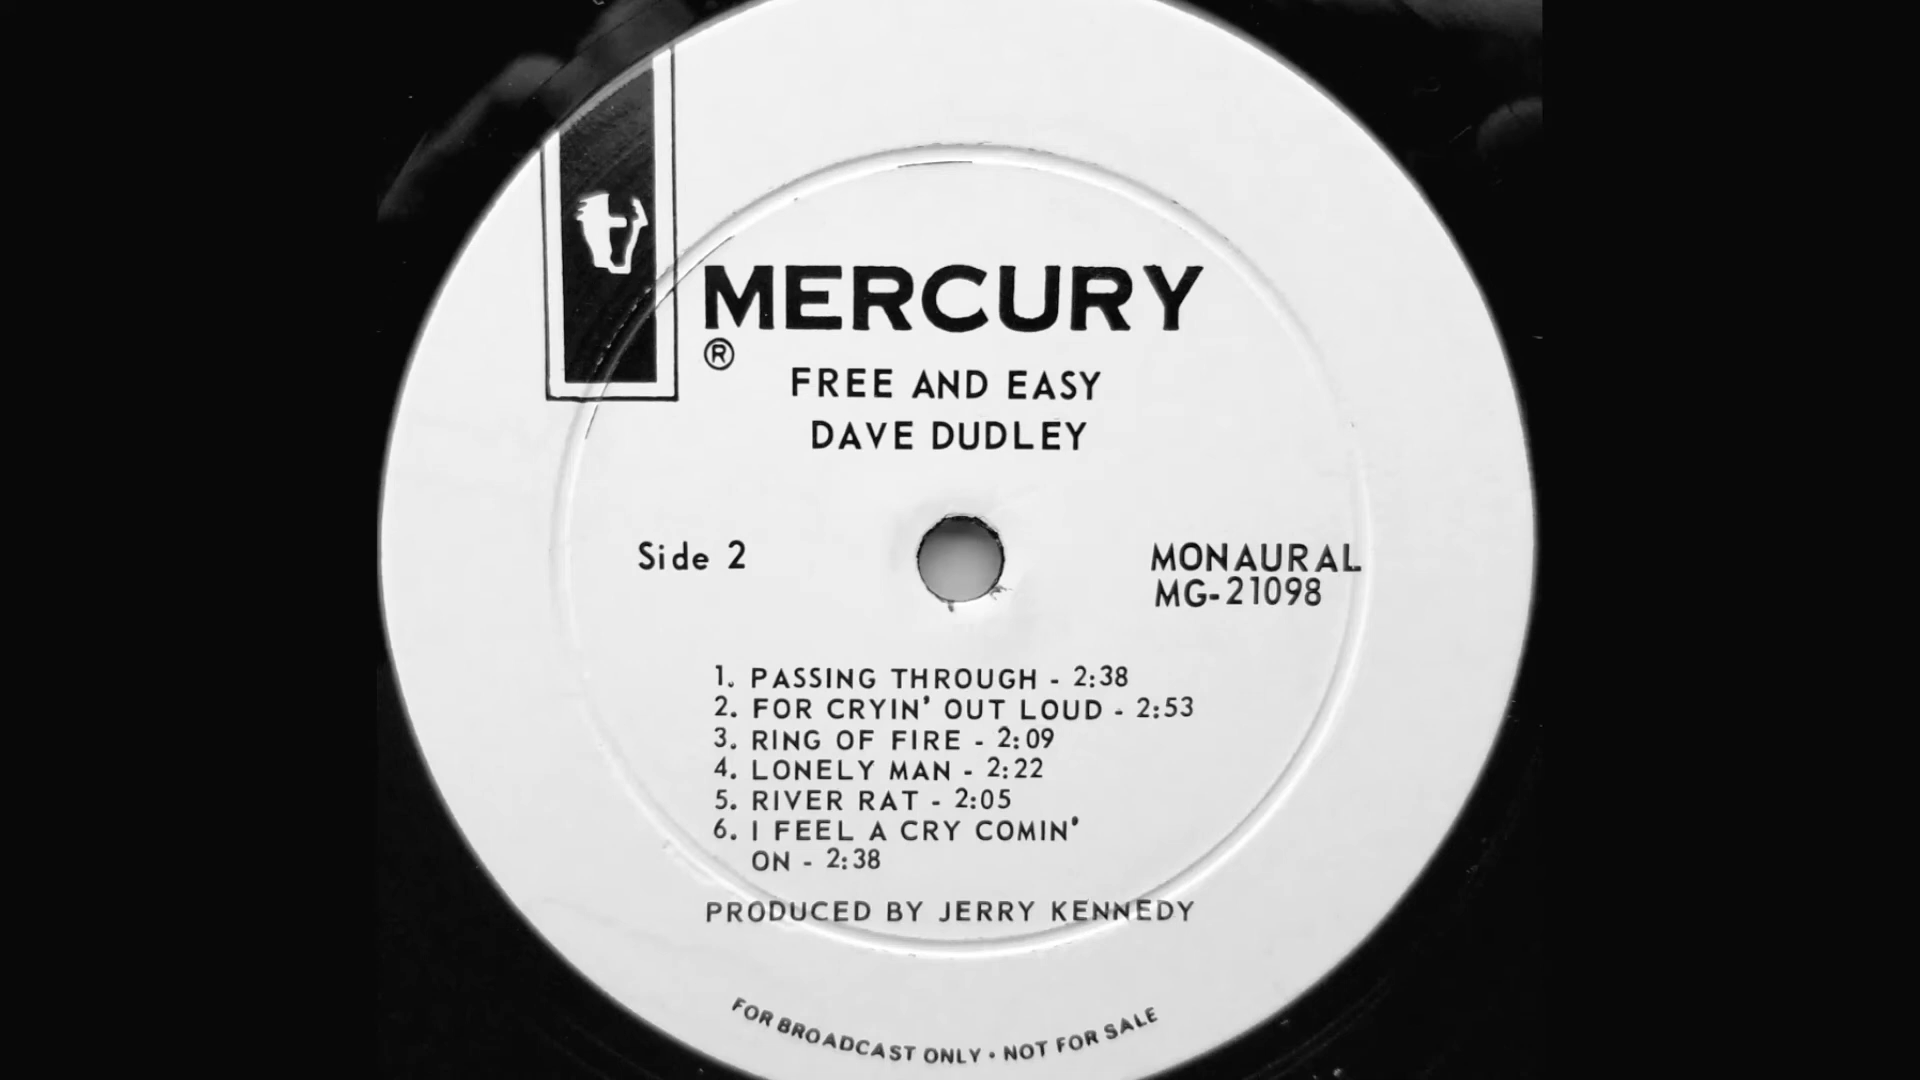 MERCURY
®
FREE AND EASY
DAVE DUDLEY
Side 2
MONAURAL
MG-21098
1. PASSING THROUGH - 2:38
2. FOR CRYIN' OUT LOUD - 2:53
3. RING OF FIRE - 2:09
4. LONELY MAN - 2:22
5. RIVER RAT - 2:05
6. I FEEL A CRY COMIN'
ON - 2:38
PRODUCED BY JERRY KENNEDY
FOR BROADCAST ONLY • NOT FOR SALE